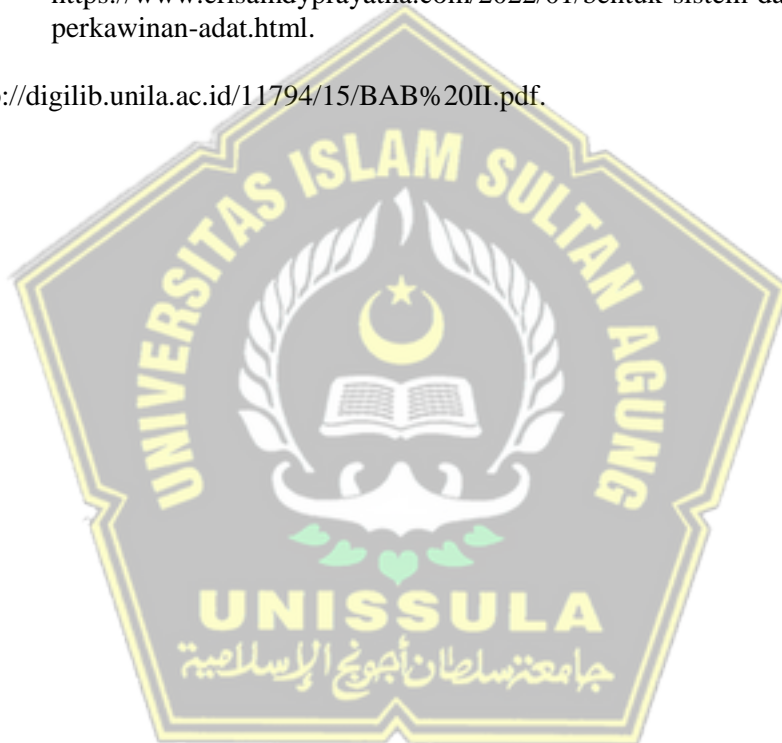 perkawinan-adat.html.
://digilib.unila.ac.id/11794/15/BAB%20II.pdf.
UNIVERSITAS ISLAM SULTAN AGUNG
UNISSULA
جامعة سلطان أجونج الإسلامية